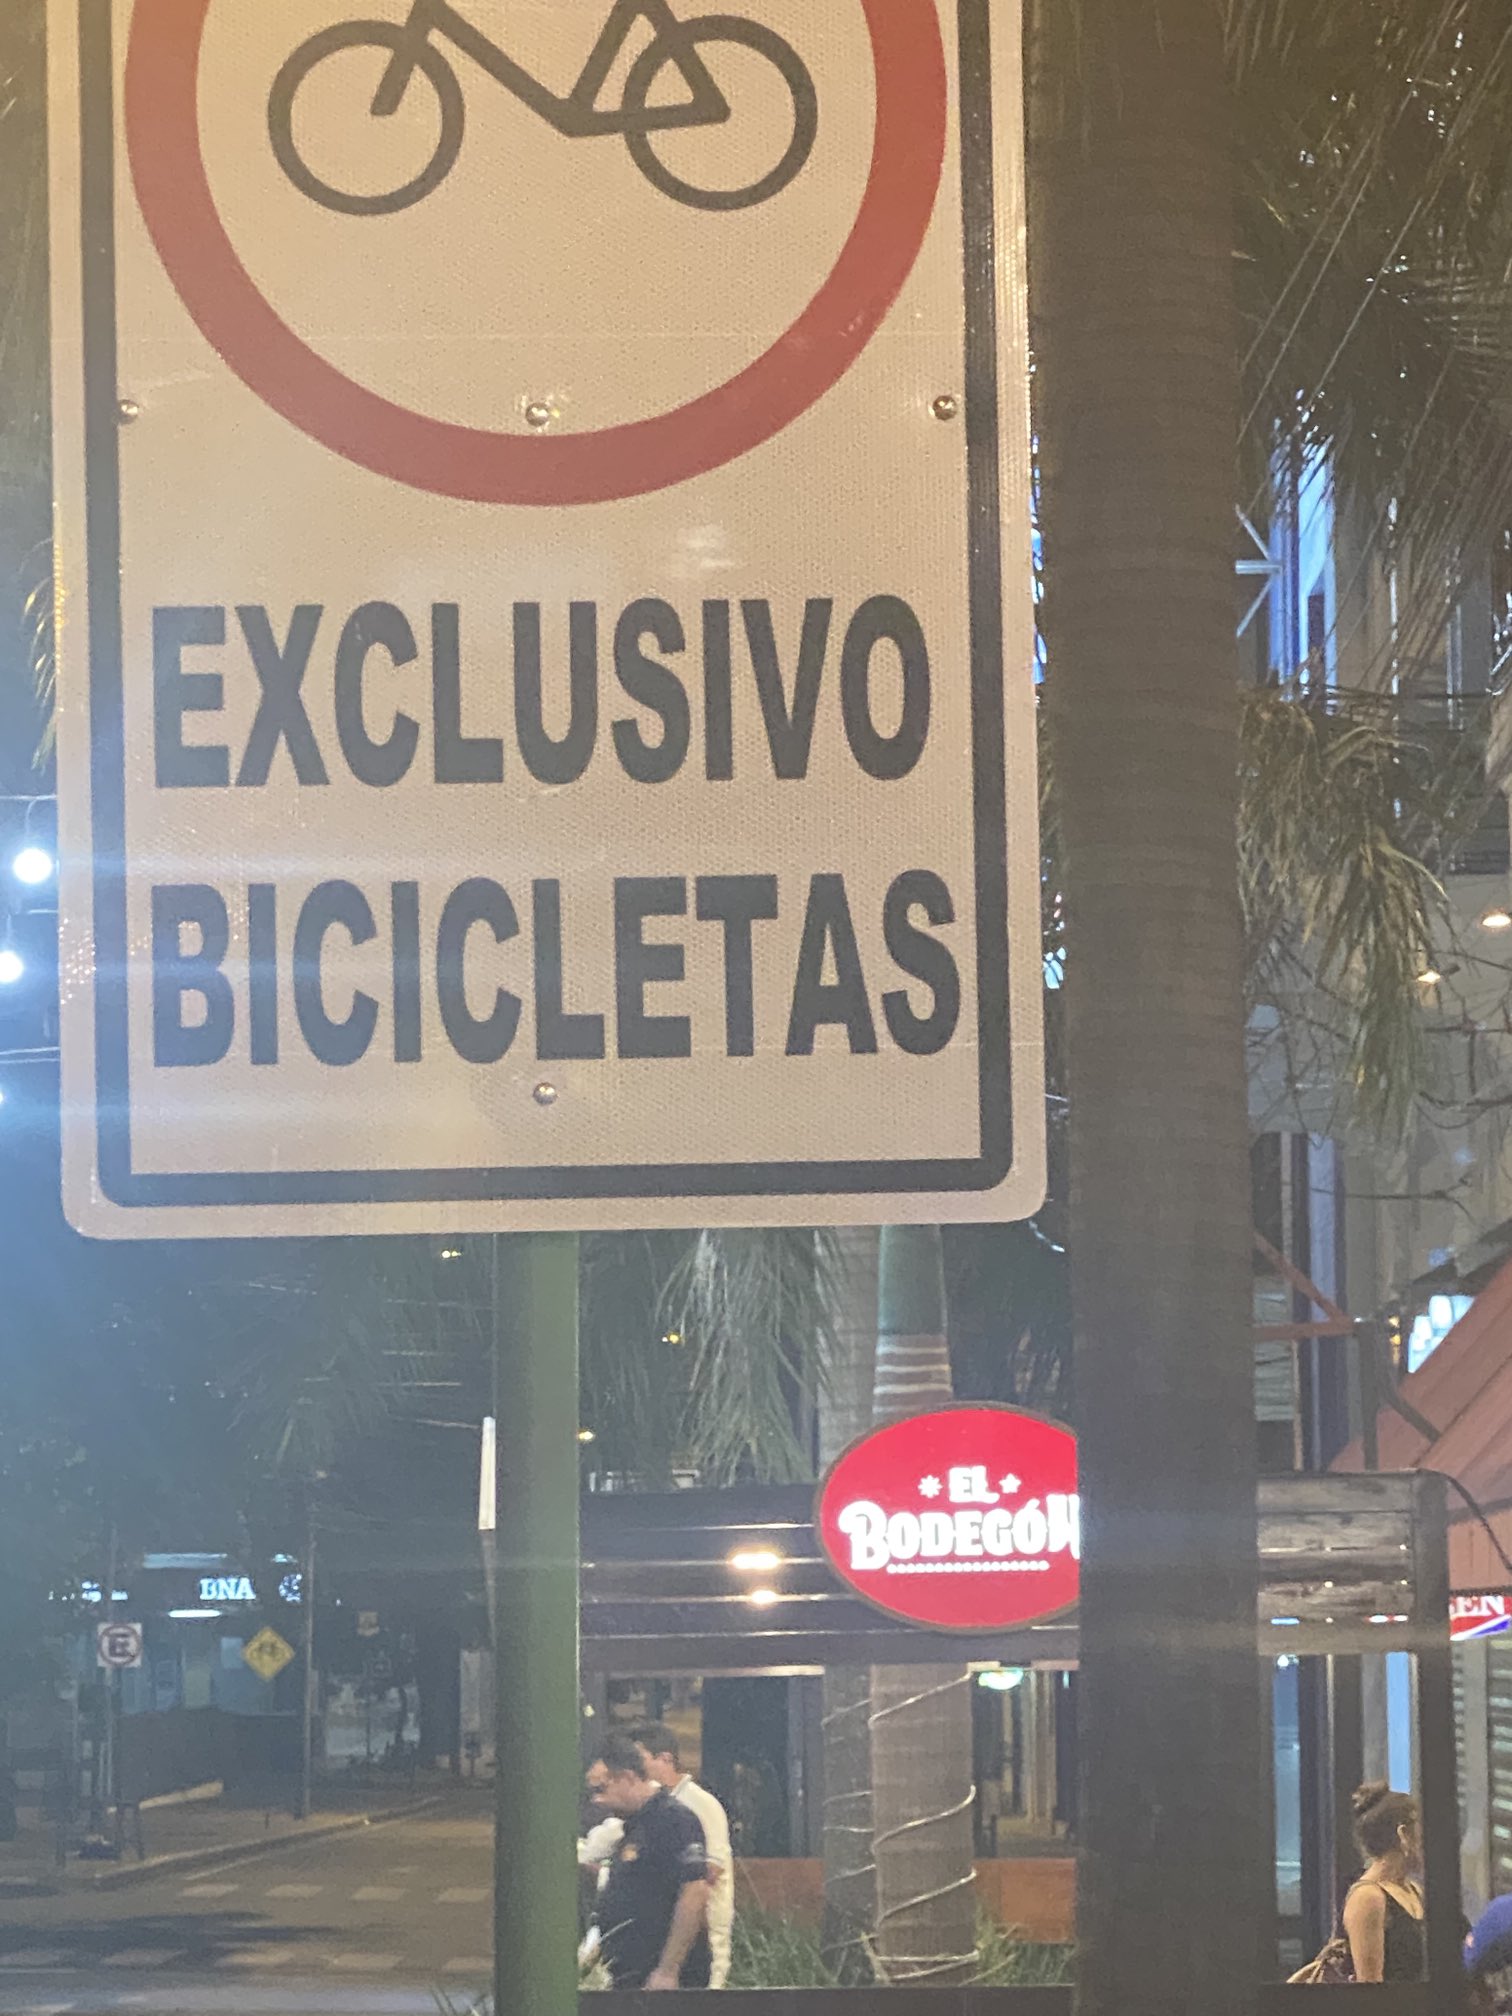 EXCLUSIVO
BICICLETAS
EL
BODEGÓN
BNA
E